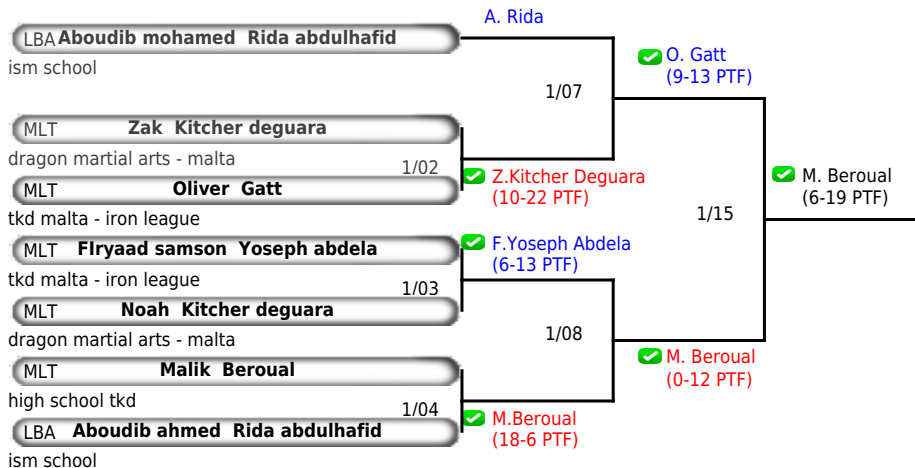 A. Rida
LBA Aboudib mohamed Rida abdulhafid
ism school
O. Gatt
(9-13 PTF)
1/07
MLT Zak Kitcher deguara
dragon martial arts - malta
1/02
Z.Kitcher Deguara
(10-22 PTF)
MLT Oliver Gatt
tkd malta - iron league
M. Beroual
(6-19 PTF)
1/15
MLT FIryaad samson Yoseph abdela
F.Yoseph Abdela
(6-13 PTF)
tkd malta - iron league
1/03
MLT Noah Kitcher deguara
dragon martial arts - malta
1/08
MLT Malik Beroual
M. Beroual
(0-12 PTF)
high school tkd
1/04
M.Beroual
(18-6 PTF)
LBA Aboudib ahmed Rida abdulhafid
ism school